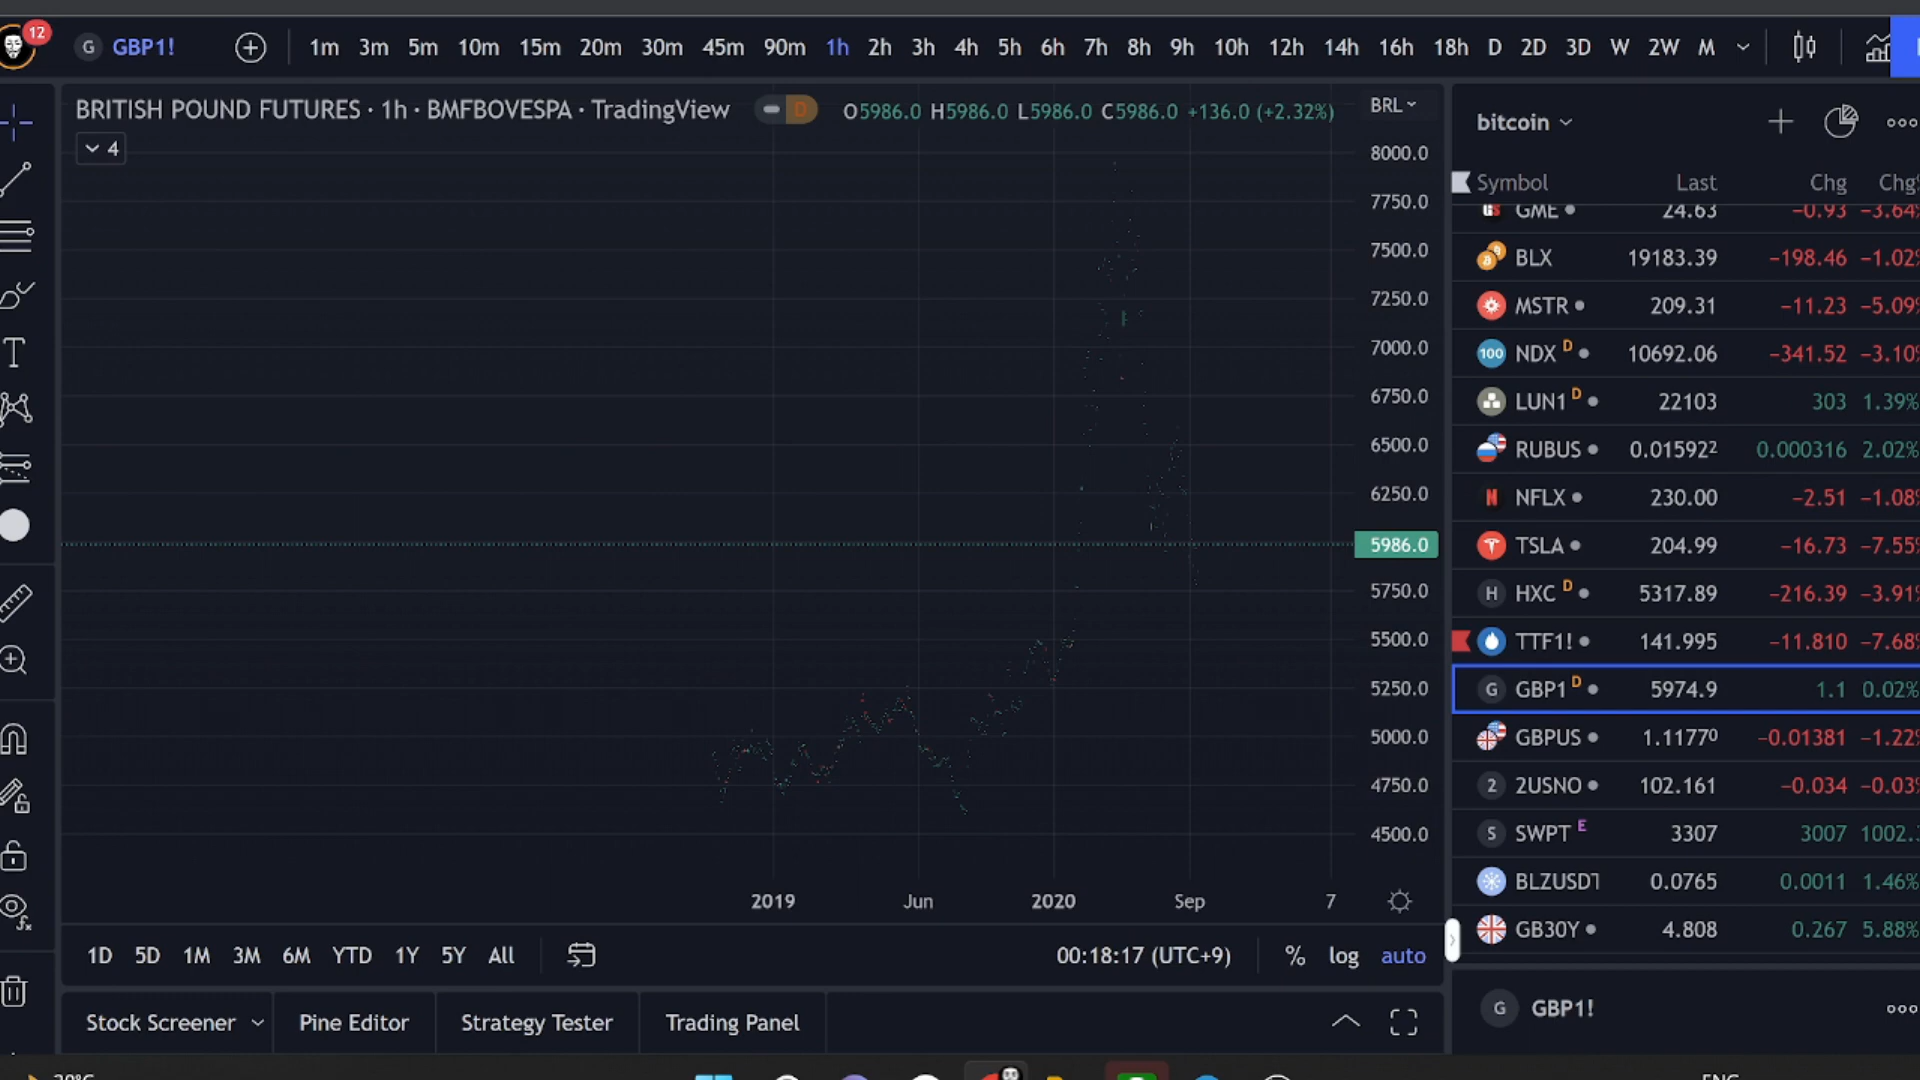 12 G GBP1! 1m 3m 5m 10m 15m 20m 30m 45m 90m 1h 2h 3h 4h 5h 6h 7h 8h 9h 10h 12h 14h 16h 18h D 2D 3D W 2W M
BRITISH POUND FUTURES · 1h · BMFBOVESPA · TradingView D O5986.0 H5986.0 L5986.0 C5986.0 +136.0 (+2.32%) BRL
4
8000.0
7750.0
7500.0
7250.0
7000.0
6750.0
6500.0
6250.0
5986.0
5750.0
5500.0
5250.0
5000.0
4750.0
4500.0
2019 Jun 2020 Sep 7
1D 5D 1M 3M 6M YTD 1Y 5Y All 00:18:17 (UTC+9) % log auto
Stock Screener Pine Editor Strategy Tester Trading Panel
bitcoin
Symbol Last Chg Chg%
GME 24.63 −0.93 −3.64%
BLX 19183.39 −198.46 −1.02%
MSTR 209.31 −11.23 −5.09%
100 NDX D 10692.06 −341.52 −3.10%
LUN1 D 22103 303 1.39%
RUBUS 0.015922 0.000316 2.02%
N NFLX 230.00 −2.51 −1.08%
TSLA 204.99 −16.73 −7.55%
H HXC D 5317.89 −216.39 −3.91%
TTF1! 141.995 −11.810 −7.68%
G GBP1 D 5974.9 1.1 0.02%
GBPUS 1.11770 −0.01381 −1.22%
2 2USNO 102.161 −0.034 −0.03%
S SWPT E 3307 3007 1002.
BLZUSDT 0.0765 0.0011 1.46%
GB30Y 4.808 0.267 5.88%
G GBP1!